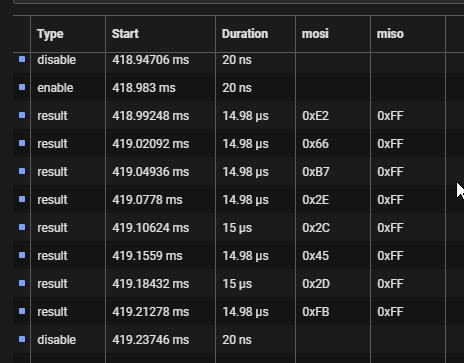 Type Start Duration mosi miso
disable 418.94706 ms 20 ns
enable 418.983 ms 20 ns
result 418.99248 ms 14.98 µs 0xE2 0xFF
result 419.02092 ms 14.98 µs 0x66 0xFF
result 419.04936 ms 14.98 µs 0xB7 0xFF
result 419.0778 ms 14.98 µs 0x2E 0xFF
result 419.10624 ms 15 µs 0x2C 0xFF
result 419.1559 ms 14.98 µs 0x45 0xFF
result 419.18432 ms 15 µs 0x2D 0xFF
result 419.21278 ms 14.98 µs 0xFB 0xFF
disable 419.23746 ms 20 ns